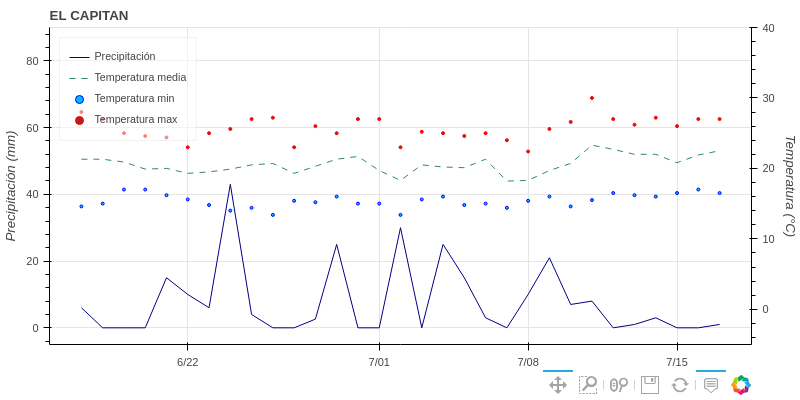 EL CAPITAN
Precipitación
Temperatura media
Temperatura min
Temperatura max
80
60
40
20
0
Precipitación (mm)
40
30
20
10
0
Temperatura (°C)
6/22
7/01
7/08
7/15